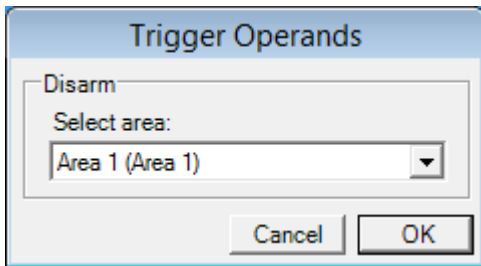 Trigger Operands
Disarm
Select area:
Area 1 (Area 1)
Cancel OK